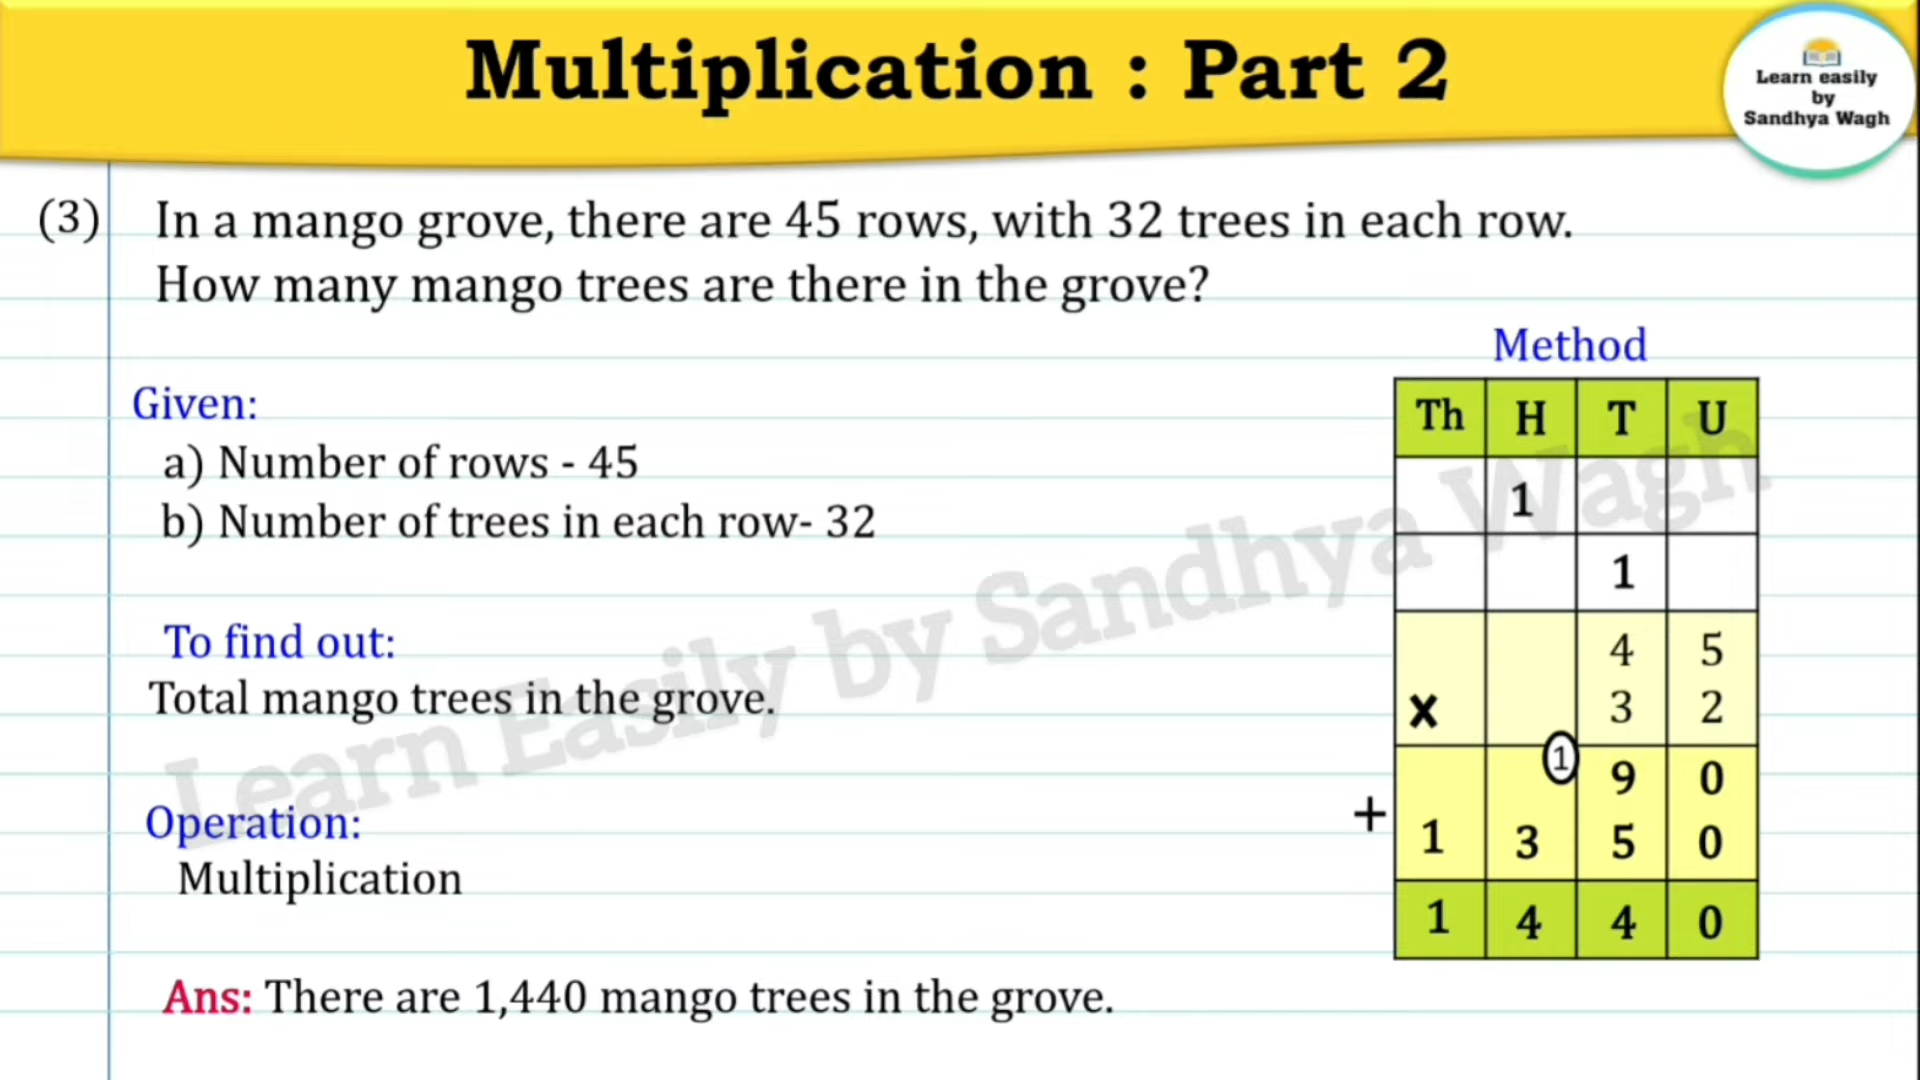 Multiplication : Part 2
Learn easily
by
Sandhya Wagh
(3) In a mango grove, there are 45 rows, with 32 trees in each row.
How many mango trees are there in the grove?
Given:
a) Number of rows - 45
b) Number of trees in each row- 32
To find out:
Total mango trees in the grove.
Operation:
Multiplication
Ans: There are 1,440 mango trees in the grove.
Method
Th H T U
1
1
4 5
x 3 2
1 9 0
+ 1 3 5 0
1 4 4 0
Learn Easily by Sandhya Wagh